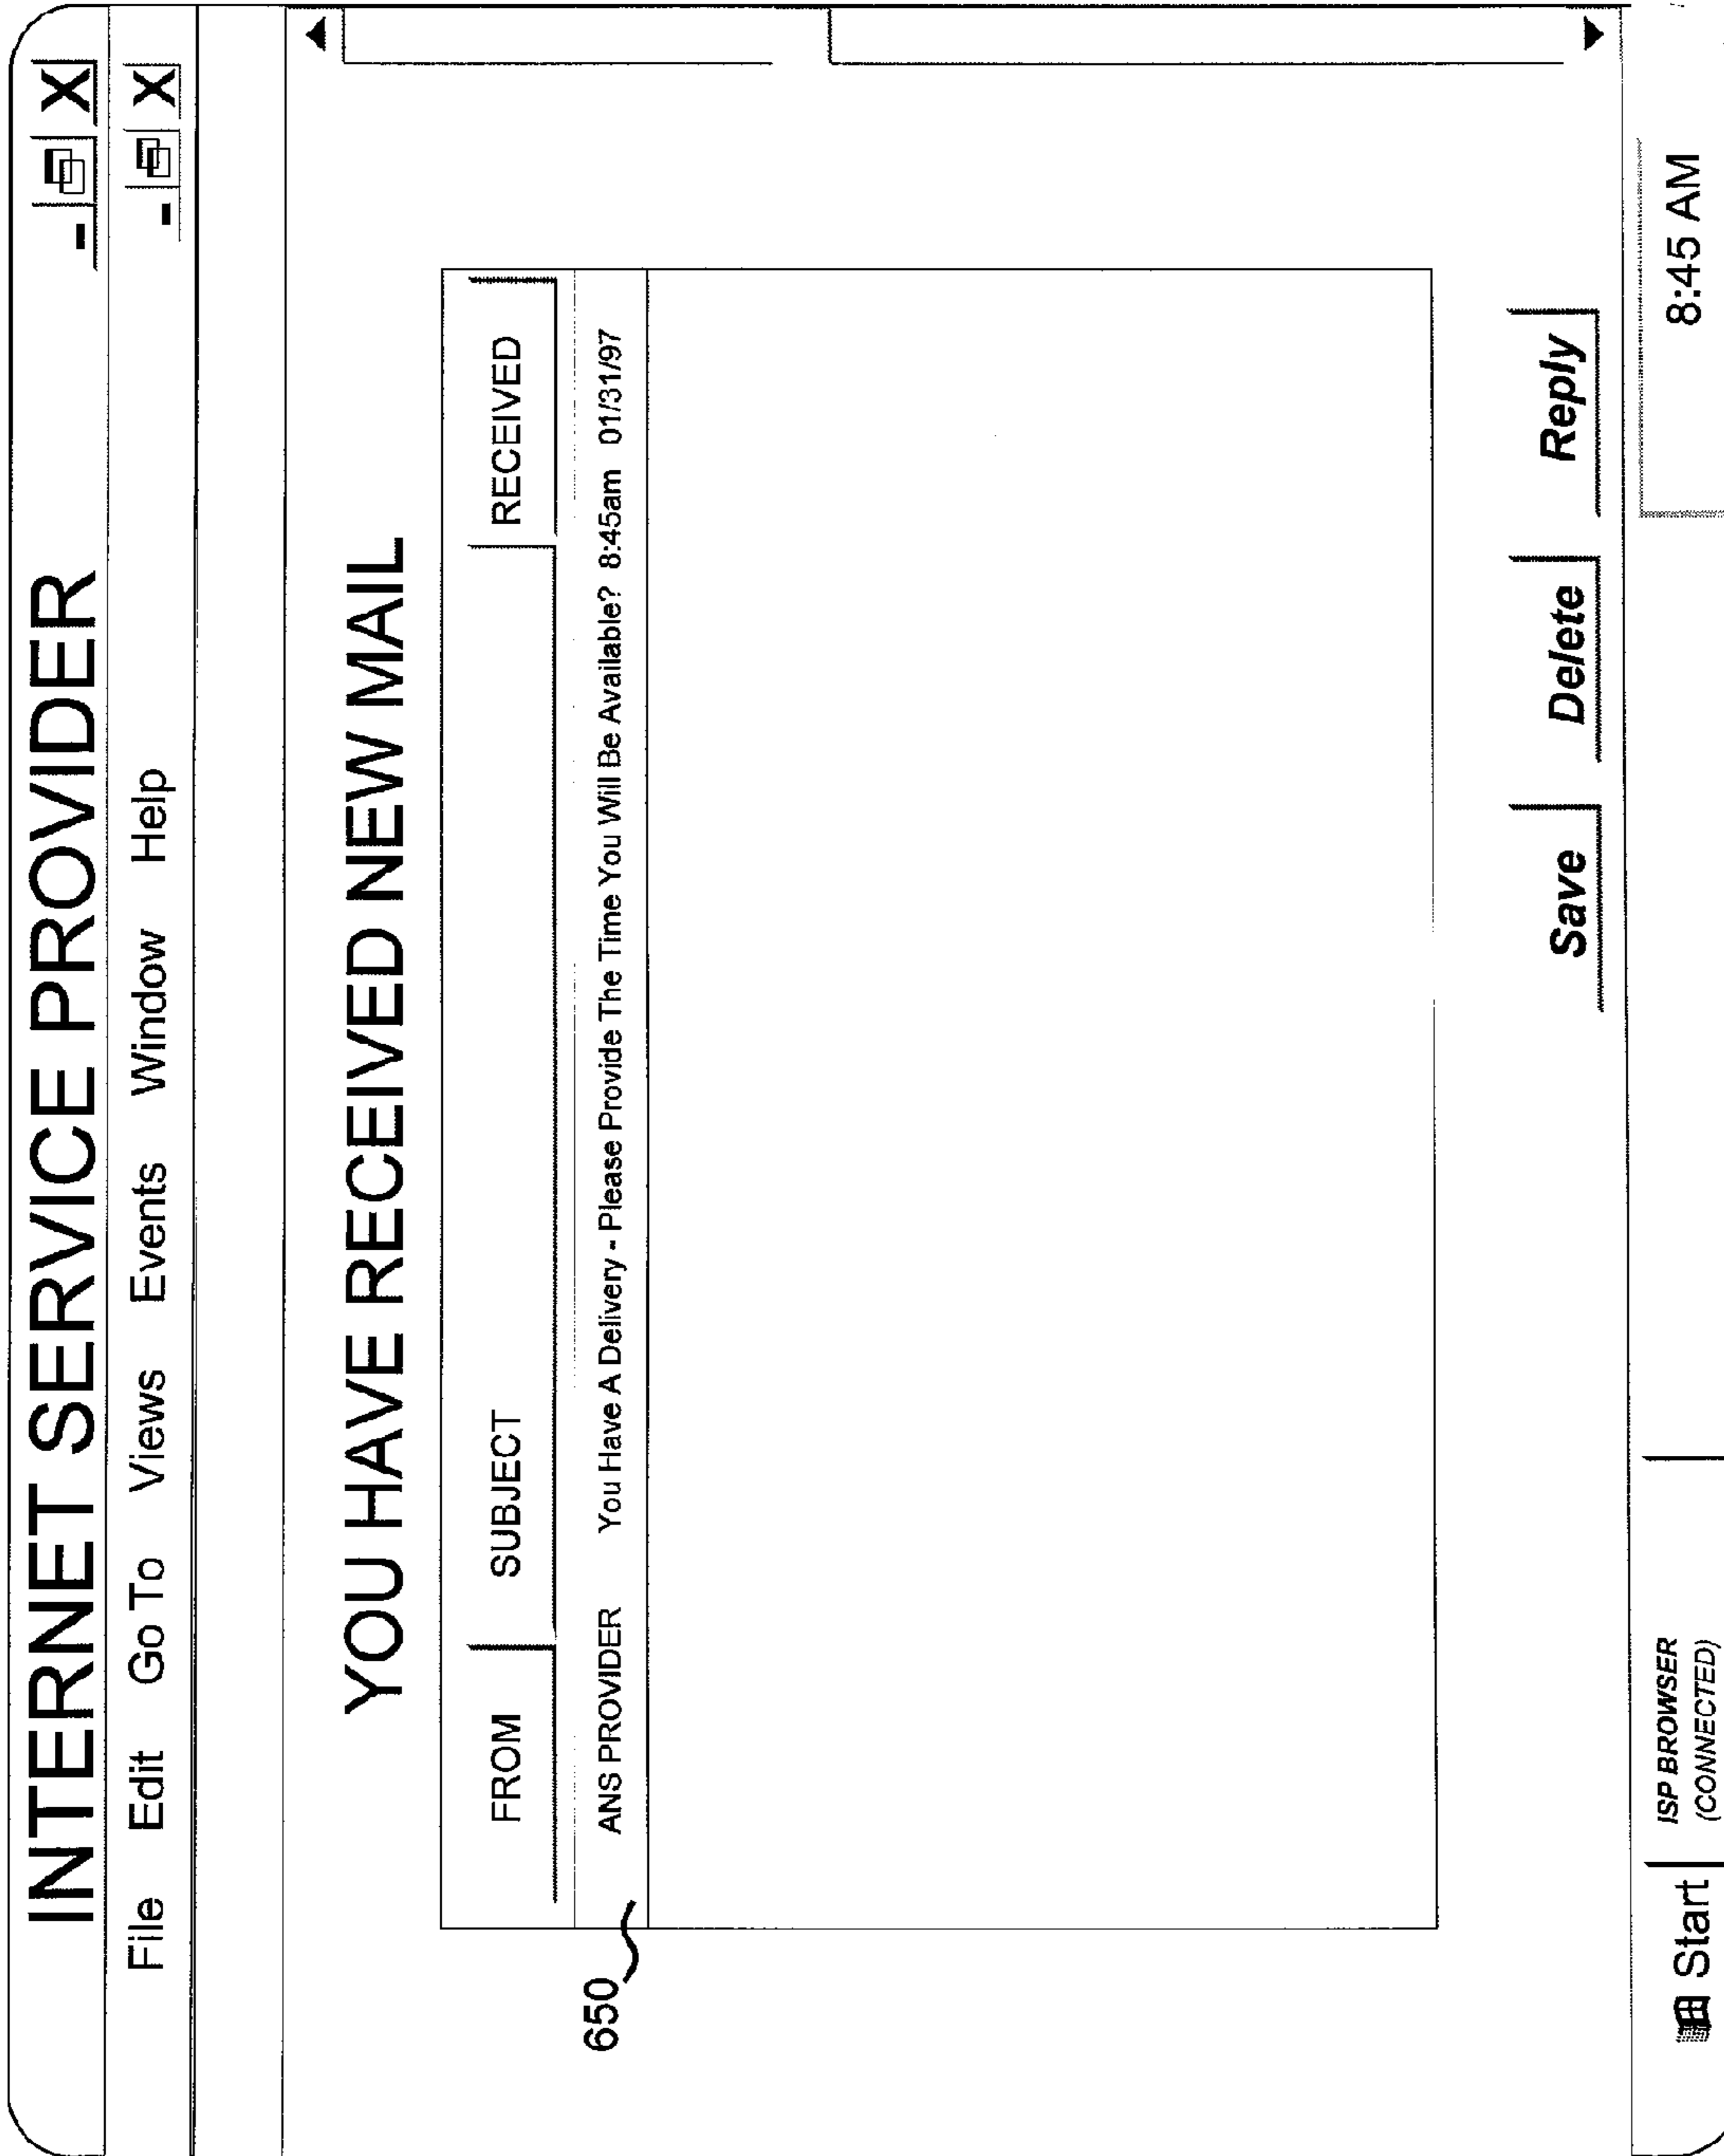 INTERNET SERVICE PROVIDER
X
File Edit Go To Views Events Window Help
X
YOU HAVE RECEIVED NEW MAIL
FROM SUBJECT RECEIVED
650
ANS PROVIDER You Have A Delivery - Please Provide The Time You Will Be Available? 8:45am 01/31/97
Save Delete Reply
Start
ISP BROWSER
(CONNECTED)
8:45 AM